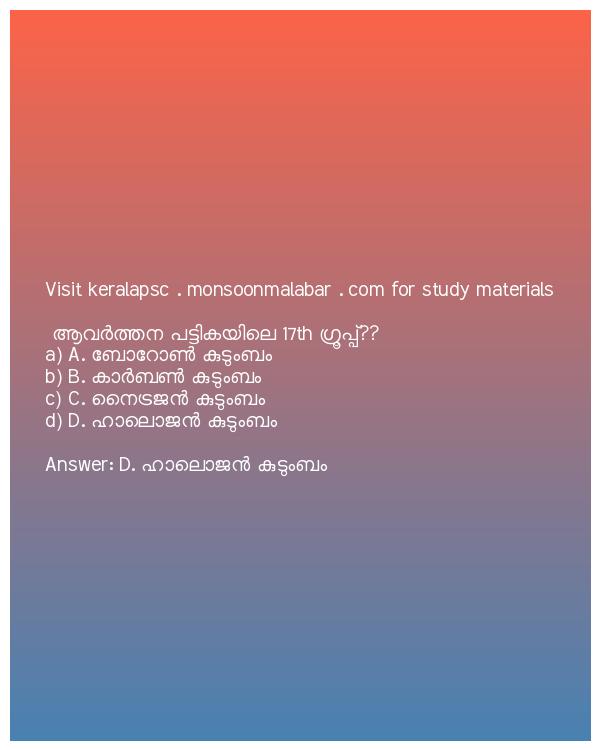 Visit keralapsc . monsoonmalabar . com for study materials
ആവർത്തന പട്ടികയിലെ 17th ഗ്രൂപ്പ്??
a) A. ബോറോൺ കുടുംബം
b) B. കാർബൺ കുടുംബം
c) C. നൈട്രജൻ കുടുംബം
d) D. ഹാലൊജൻ കുടുംബം
Answer: D. ഹാലൊജൻ കുടുംബം